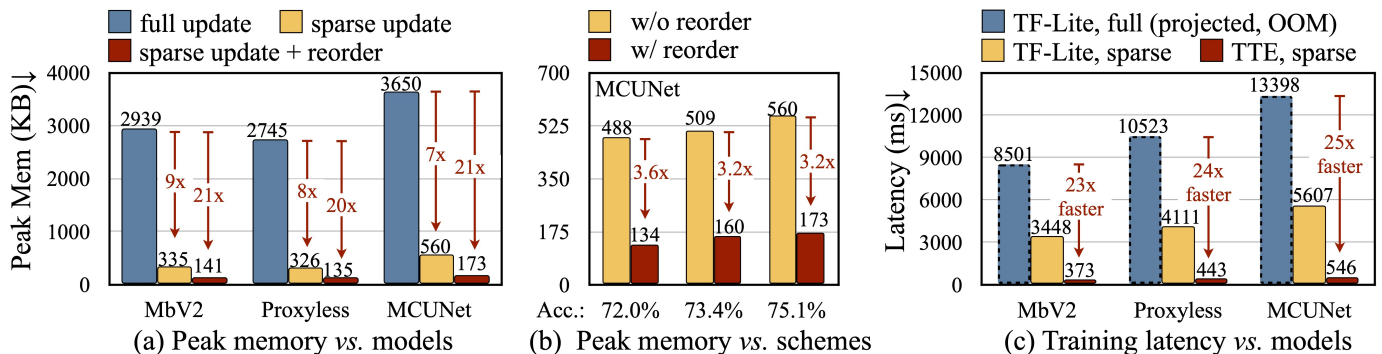 full update sparse update
sparse update + reorder
Peak Mem (KB)↓
4000
3000
2000
1000
0
2939
9x
21x
335
141
2745
8x
20x
326
135
3650
7x
21x
560
173
MbV2 Proxyless MCUNet
(a) Peak memory vs. models
w/o reorder
w/ reorder
700
525
350
175
0
MCUNet
488
3.6x
134
509
3.2x
160
560
3.2x
173
Acc.: 72.0% 73.4% 75.1%
(b) Peak memory vs. schemes
TF-Lite, full (projected, OOM)
TF-Lite, sparse TTE, sparse
Latency (ms)↓
15000
12000
9000
6000
3000
0
8501
23x
faster
3448
373
10523
24x
faster
4111
443
13398
25x
faster
5607
546
MbV2 Proxyless MCUNet
(c) Training latency vs. models